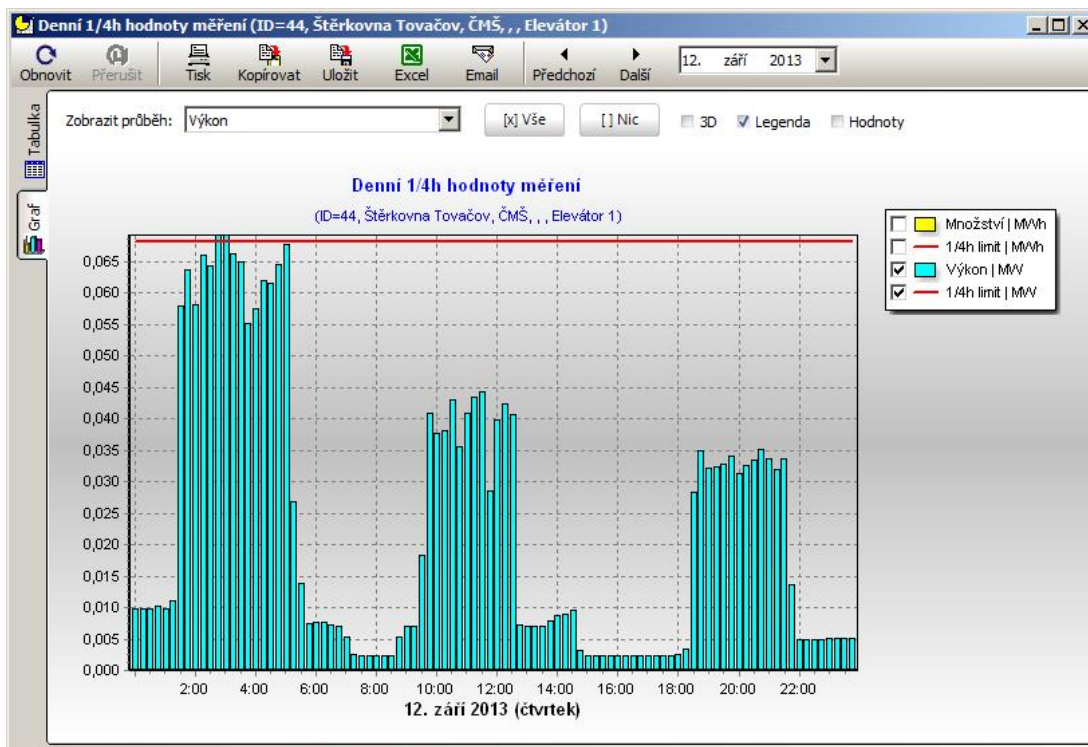 Denní 1/4h hodnoty měření (ID=44, Štěrkovna Tovačov, ČMŠ, , , Elevátor 1)
Obnovit Přerušit Tisk Kopírovat Uložit Excel Email Předchozí Další 12. září 2013
Tabulka
Graf
Zobrazit průběh: Výkon [x] Vše [ ] Nic 3D Legenda Hodnoty
Denní 1/4h hodnoty měření
(ID=44, Štěrkovna Tovačov, ČMŠ, , , Elevátor 1)
Množství | MWh
1/4h limit | MWh
Výkon | MW
1/4h limit | MW
0,065
0,060
0,055
0,050
0,045
0,040
0,035
0,030
0,025
0,020
0,015
0,010
0,005
0,000
2:00 4:00 6:00 8:00 10:00 12:00 14:00 16:00 18:00 20:00 22:00
12. září 2013 (čtvrtek)